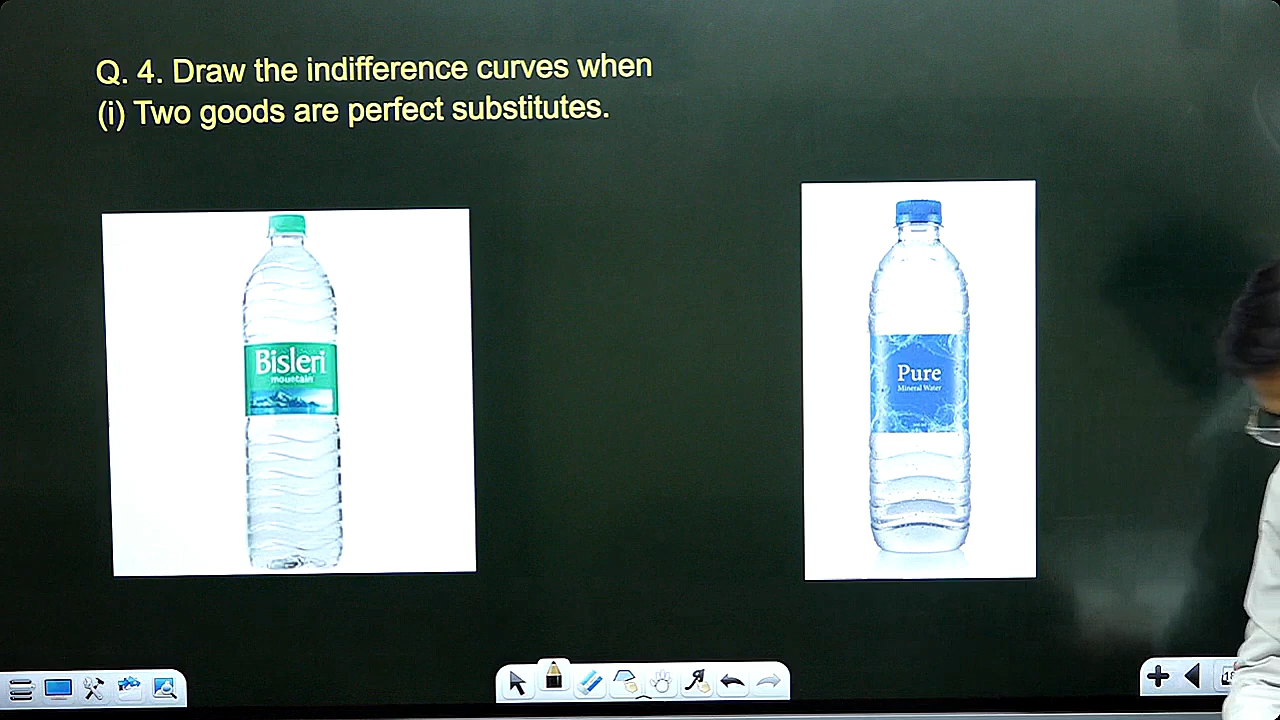 Q. 4. Draw the indifference curves when
(i) Two goods are perfect substitutes.
Bisleri
mountain
Pure
Mineral Water